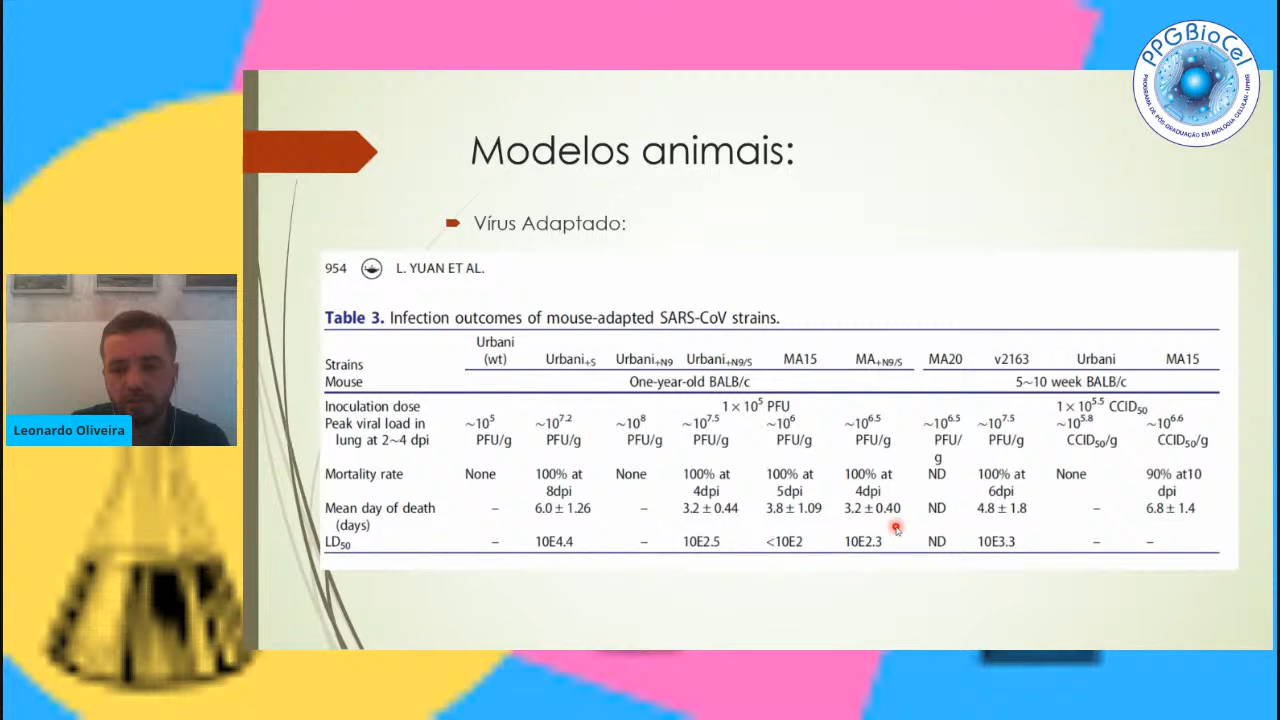 PPGBioCel
PROGRAMA DE PÓS-GRADUAÇÃO EM BIOLOGIA CELULAR - UFMG
Modelos animais:
Vírus Adaptado:
954 L. YUAN ET AL.
Table 3. Infection outcomes of mouse-adapted SARS-CoV strains.
Strains Urbani (wt) Urbani+S Urbani+N9 Urbani+N9/S MA15 MA+N9/S MA20 v2163 Urbani MA15
Mouse One-year-old BALB/c 5~10 week BALB/c
Inoculation dose 1 × 10^5 PFU 1 × 10^5.5 CCID50
Peak viral load in ~10^5 ~10^7.2 ~10^8 ~10^7.5 ~10^6 ~10^6.5 ~10^6.5 ~10^7.5 ~10^5.8 ~10^6.6
lung at 2~4 dpi PFU/g PFU/g PFU/g PFU/g PFU/g PFU/g PFU/ PFU/g CCID50/g CCID50/g
g
Mortality rate None 100% at None 100% at 100% at 100% at ND 100% at None 90% at10
8dpi 4dpi 5dpi 4dpi 6dpi dpi
Mean day of death – 6.0 ± 1.26 – 3.2 ± 0.44 3.8 ± 1.09 3.2 ± 0.40 ND 4.8 ± 1.8 – 6.8 ± 1.4
(days)
LD50 – 10E4.4 – 10E2.5 <10E2 10E2.3 ND 10E3.3 – –
Leonardo Oliveira